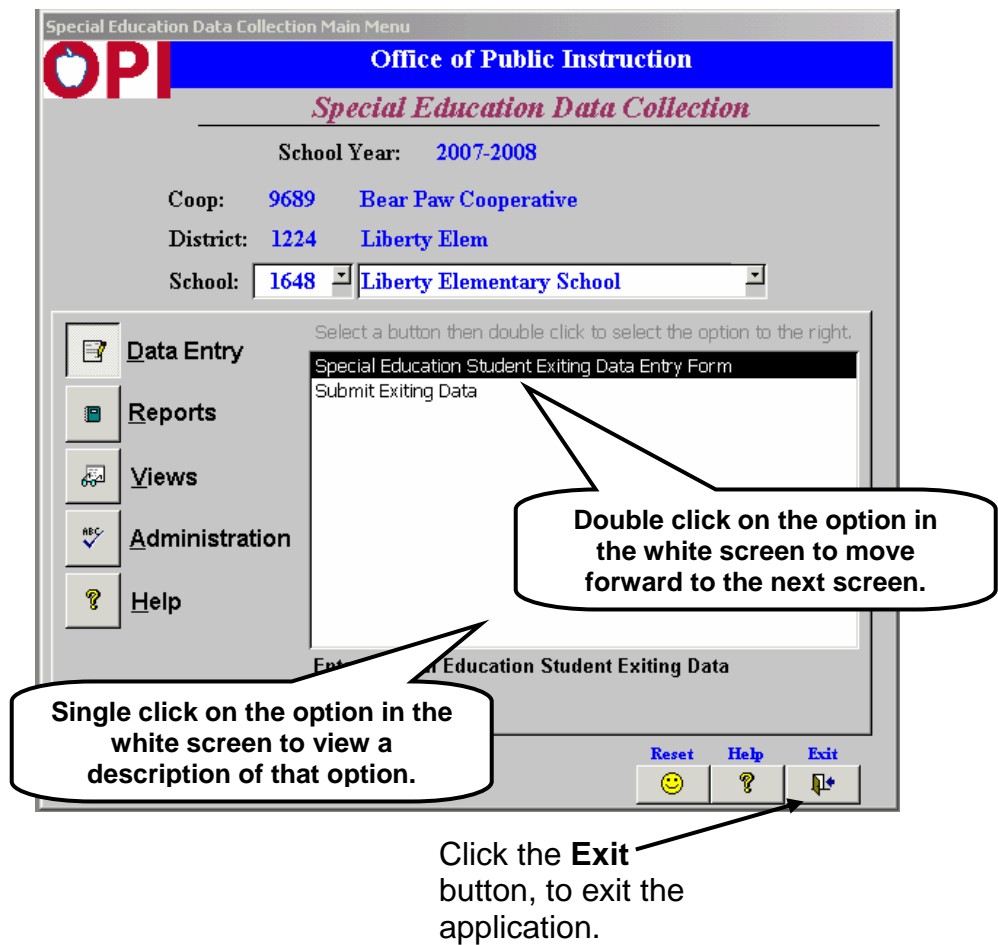 Special Education Data Collection Main Menu
OPI
Office of Public Instruction
Special Education Data Collection
School Year: 2007-2008
Coop: 9689 Bear Paw Cooperative
District: 1224 Liberty Elem
School: 1648 Liberty Elementary School
Select a button then double click to select the option to the right.
Data Entry
Special Education Student Exiting Data Entry Form
Submit Exiting Data
Reports
Views
ABC
Administration
Help
Double click on the option in
the white screen to move
forward to the next screen.
Education Student Exiting Data
Single click on the option in the
white screen to view a
description of that option.
Reset Help Exit
Click the Exit
button, to exit the
application.